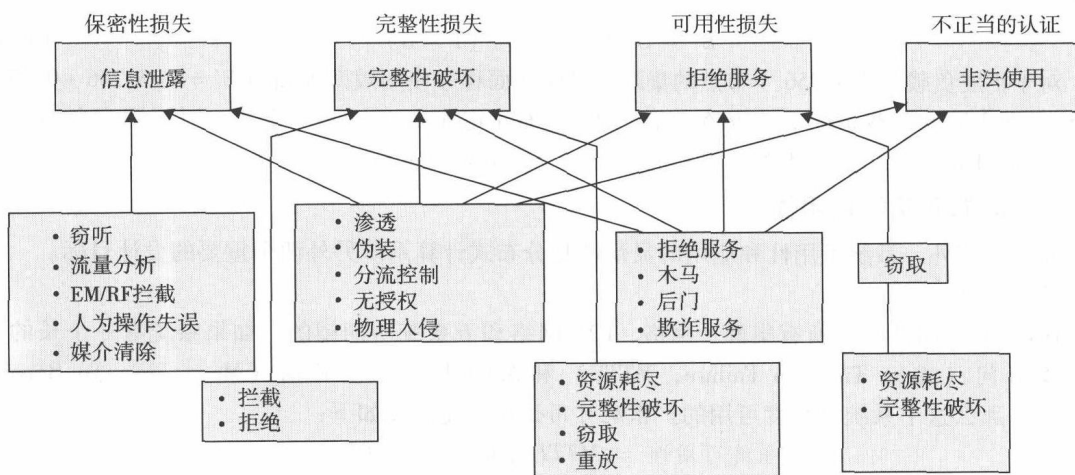 保密性损失
完整性损失
可用性损失
不正当的认证
信息泄露
完整性破坏
拒绝服务
非法使用
• 窃听
• 流量分析
• EM/RF拦截
• 人为操作失误
• 媒介清除
• 渗透
• 伪装
• 分流控制
• 无授权
• 物理入侵
拒绝服务
• 木马
• 后门
• 欺诈服务
窃取
• 拦截
• 拒绝
• 资源耗尽
• 完整性破坏
• 窃取
• 重放
• 资源耗尽
• 完整性破坏